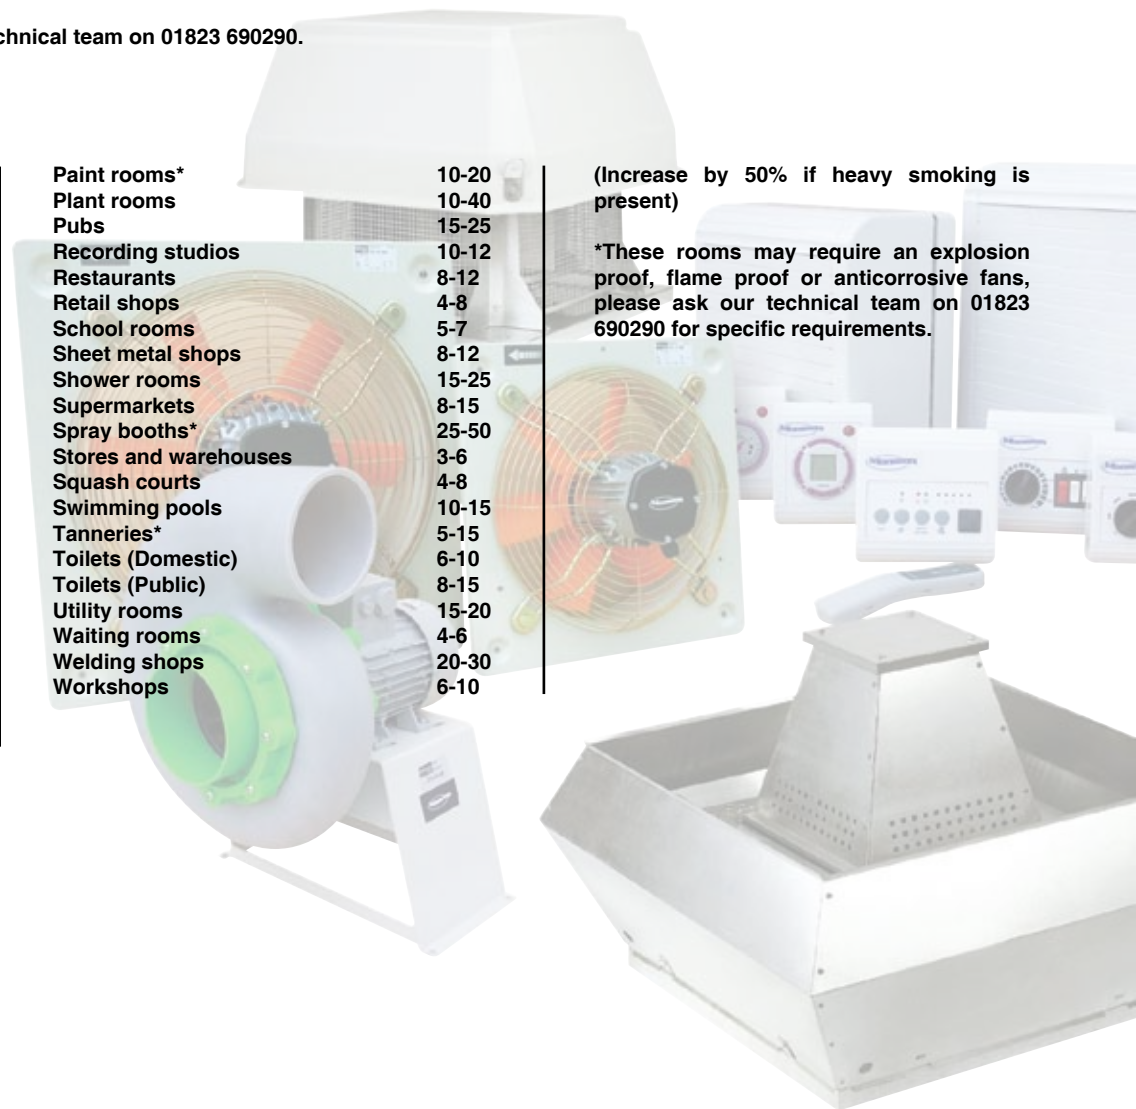 chnical team on 01823 690290.
Paint rooms* 10-20
Plant rooms 10-40
Pubs 15-25
Recording studios 10-12
Restaurants 8-12
Retail shops 4-8
School rooms 5-7
Sheet metal shops 8-12
Shower rooms 15-25
Supermarkets 8-15
Spray booths* 25-50
Stores and warehouses 3-6
Squash courts 4-8
Swimming pools 10-15
Tanneries* 5-15
Toilets (Domestic) 6-10
Toilets (Public) 8-15
Utility rooms 15-20
Waiting rooms 4-6
Welding shops 20-30
Workshops 6-10
(Increase by 50% if heavy smoking is
present)
*These rooms may require an explosion
proof, flame proof or anticorrosive fans,
please ask our technical team on 01823
690290 for specific requirements.